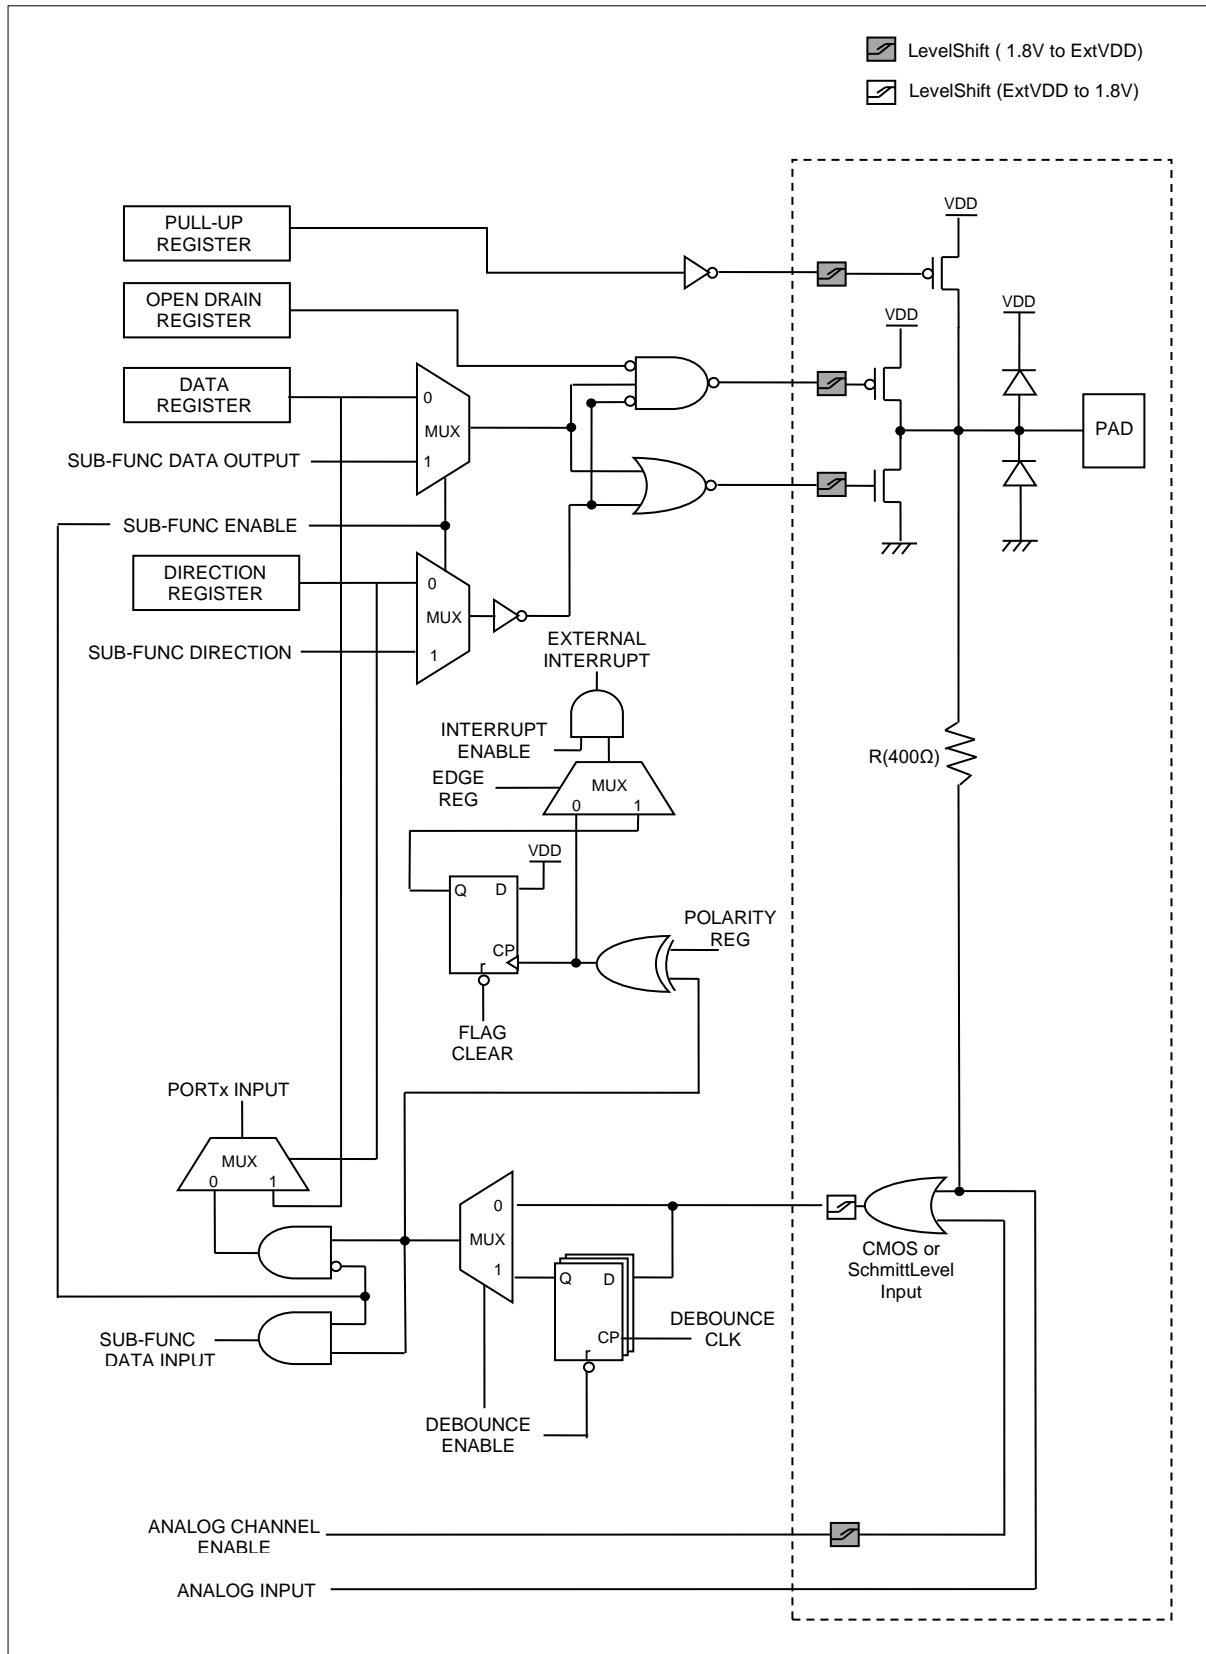 LevelShift ( 1.8V to ExtVDD)
LevelShift (ExtVDD to 1.8V)
PULL-UP
REGISTER
VDD
OPEN DRAIN
REGISTER
VDD
VDD
DATA
REGISTER
0
MUX
1
PAD
SUB-FUNC DATA OUTPUT
SUB-FUNC ENABLE
DIRECTION
REGISTER
0
MUX
1
SUB-FUNC DIRECTION
EXTERNAL
INTERRUPT
INTERRUPT
ENABLE
R(400Ω)
EDGE
REG
MUX
0 1
VDD
Q D
CP
r
POLARITY
REG
FLAG
CLEAR
PORTx INPUT
MUX
0 1
0
MUX
1
Q D
CP
r
CMOS or
SchmittLevel
Input
DEBOUNCE
CLK
SUB-FUNC
DATA INPUT
DEBOUNCE
ENABLE
ANALOG CHANNEL
ENABLE
ANALOG INPUT